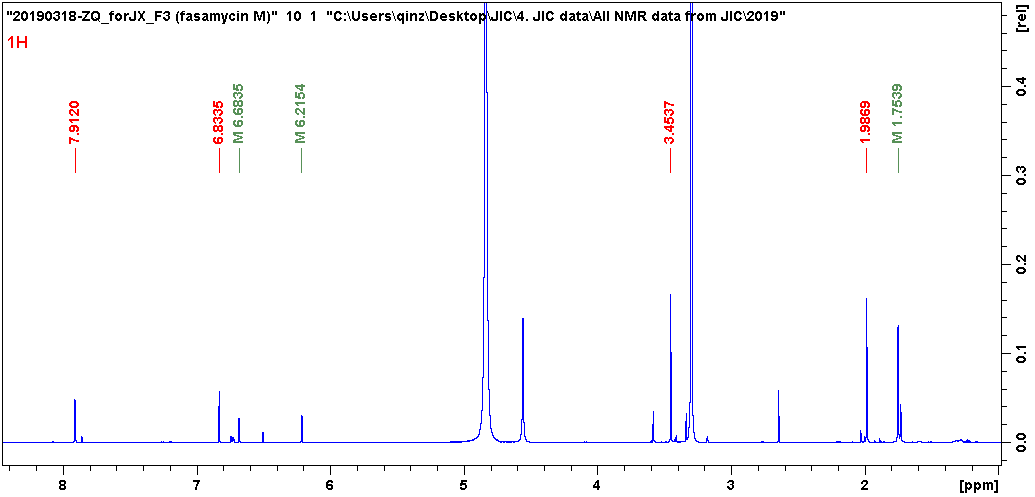 "20190318-ZQ_forJX_F3 (fasamycin M)" 10 1 "C:\Users\qinz\Desktop\JIC\4. JIC data\All NMR data from JIC\2019"
1H
7.9120
6.8335
M 6.6835
M 6.2154
3.4537
1.9869
M 1.7539
[rel]
0.4
0.3
0.2
0.1
0.0
8 7 6 5 4 3 2 [ppm]